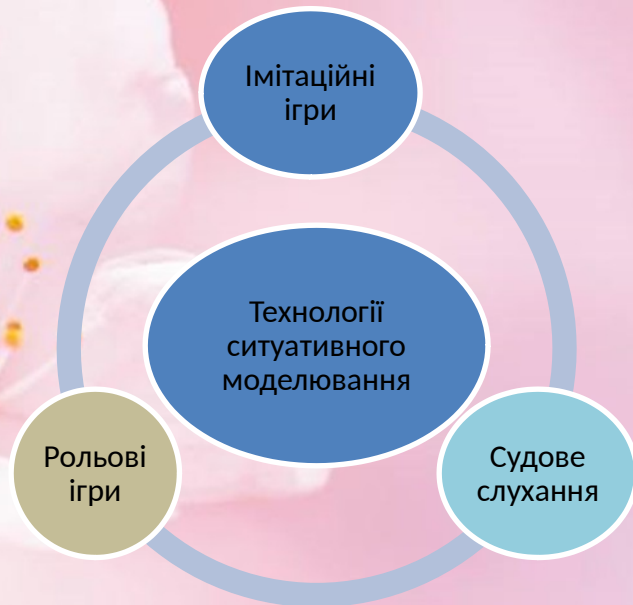 Імітаційні
ігри
Технології
ситуативного
моделювання
Рольові
ігри
Судове
слухання